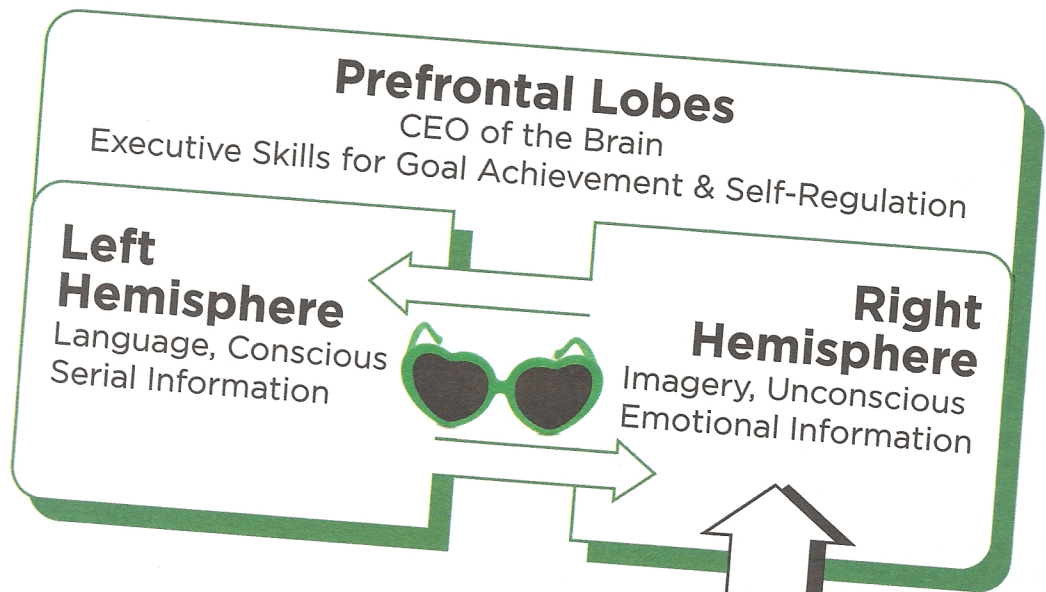 Prefrontal Lobes
CEO of the Brain
Executive Skills for Goal Achievement & Self-Regulation
Left
Hemisphere
Language, Conscious
Serial Information
Right
Hemisphere
Imagery, Unconscious
Emotional Information